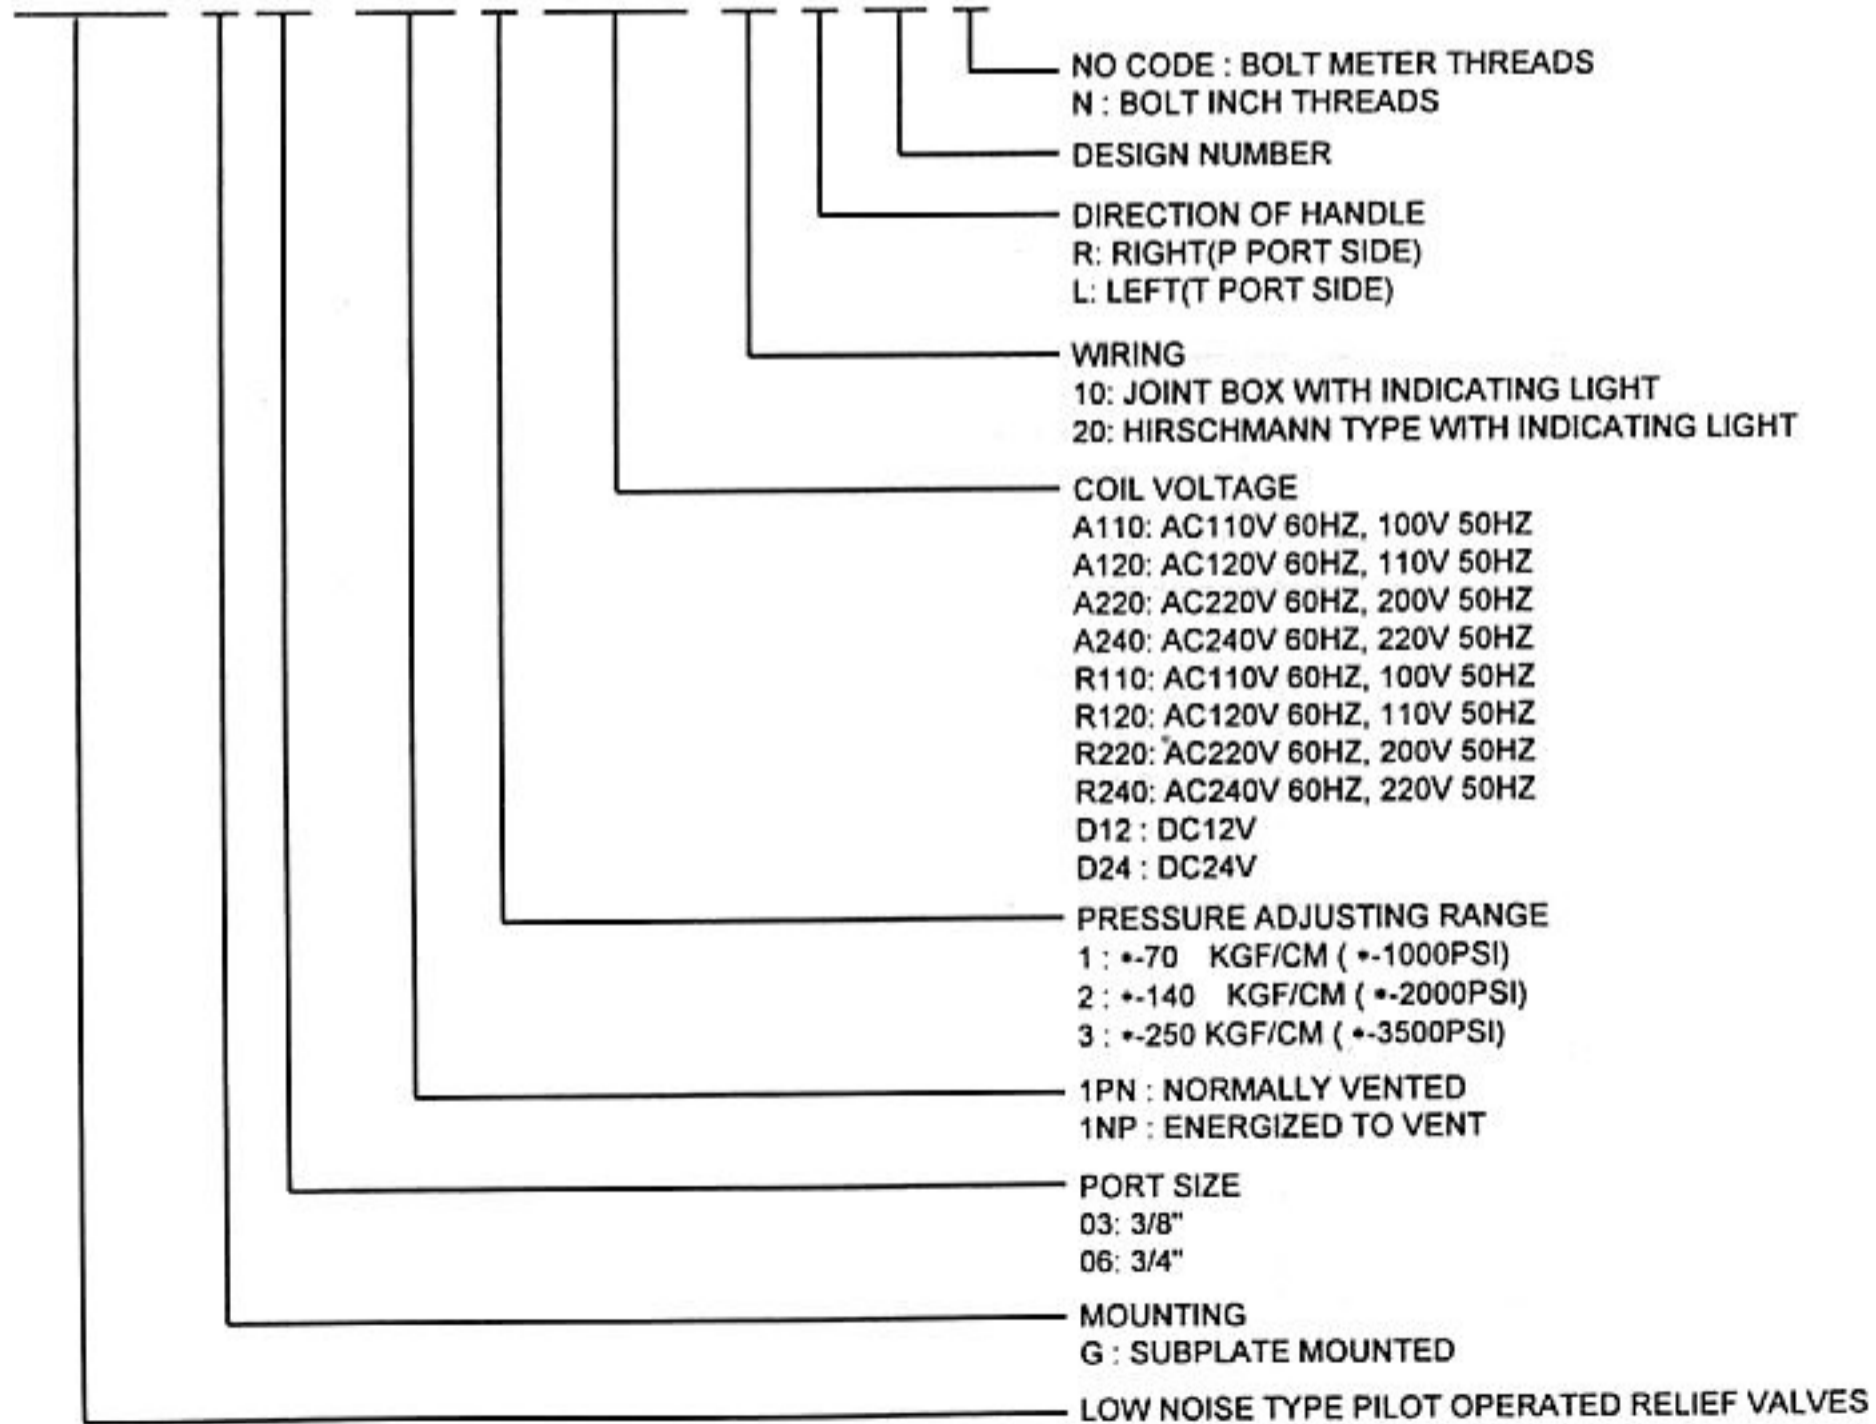 NO CODE : BOLT METER THREADS
N : BOLT INCH THREADS
DESIGN NUMBER
DIRECTION OF HANDLE
R: RIGHT(P PORT SIDE)
L: LEFT(T PORT SIDE)
WIRING
10: JOINT BOX WITH INDICATING LIGHT
20: HIRSCHMANN TYPE WITH INDICATING LIGHT
COIL VOLTAGE
A110: AC110V 60HZ, 100V 50HZ
A120: AC120V 60HZ, 110V 50HZ
A220: AC220V 60HZ, 200V 50HZ
A240: AC240V 60HZ, 220V 50HZ
R110: AC110V 60HZ, 100V 50HZ
R120: AC120V 60HZ, 110V 50HZ
R220: AC220V 60HZ, 200V 50HZ
R240: AC240V 60HZ, 220V 50HZ
D12 : DC12V
D24 : DC24V
PRESSURE ADJUSTING RANGE
1 : *-70 KGF/CM ( *-1000PSI)
2 : *-140 KGF/CM ( *-2000PSI)
3 : *-250 KGF/CM ( *-3500PSI)
1PN : NORMALLY VENTED
1NP : ENERGIZED TO VENT
PORT SIZE
03: 3/8"
06: 3/4"
MOUNTING
G : SUBPLATE MOUNTED
LOW NOISE TYPE PILOT OPERATED RELIEF VALVES